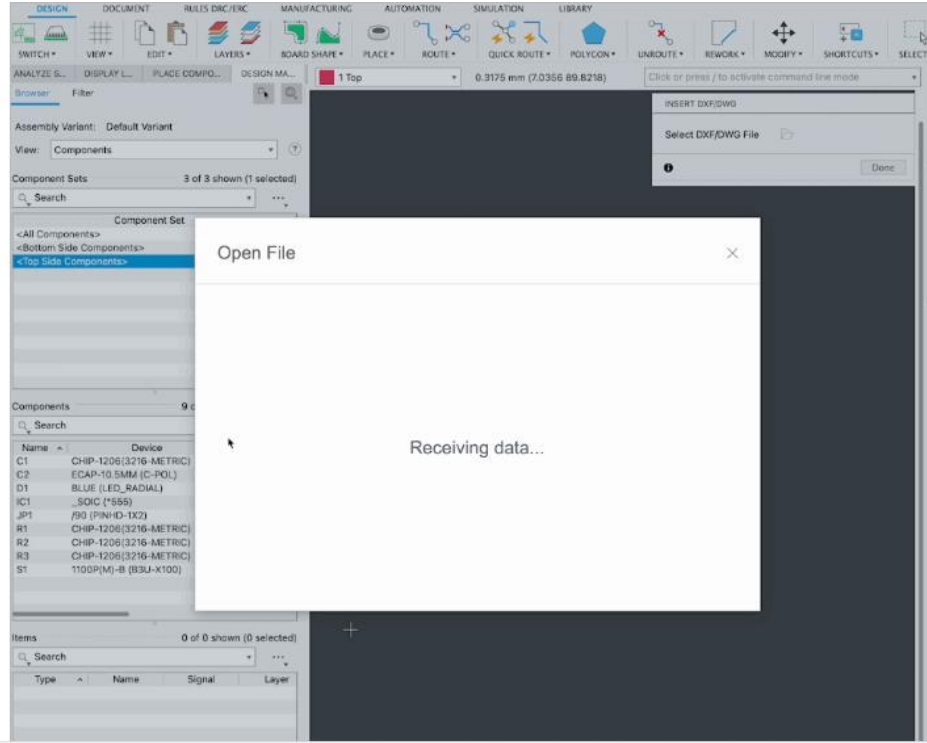 DESIGN DOCUMENT RULES DRC/ERC MANUFACTURING AUTOMATION SIMULATION LIBRARY
SWITCH VIEW EDIT LAYERS BOARD SHAPE PLACE ROUTE QUICK ROUTE POLYGON UNROUTE REWORK MODIFY SHORTCUTS SELECT
ANALYZE S... DISPLAY L... PLACE COMPO... DESIGN MA...
1 Top 0.3175 mm (7.0356 89.8218) Click or press / to activate command line mode
Browser Filter
INSERT DXF/DWG
Assembly Variant: Default Variant
Select DXF/DWG File
View: Components
Done
Component Sets 3 of 3 shown (1 selected)
Search
Component Set
<All Components>
<Bottom Side Components>
<Top Side Components>
Open File
Receiving data...
Components 9
Search
Name Device
C1 CHIP-1206(3216-METRIC)
C2 ECAP-10.5MM (C-POL)
D1 BLUE (LED_RADIAL)
IC1 _SOIC (*555)
JP1 /90 (PINHD-1X2)
R1 CHIP-1206(3216-METRIC)
R2 CHIP-1206(3216-METRIC)
R3 CHIP-1206(3216-METRIC)
S1 1100P(M)-B (B3U-X100)
Items 0 of 0 shown (0 selected)
Search
Type Name Signal Layer